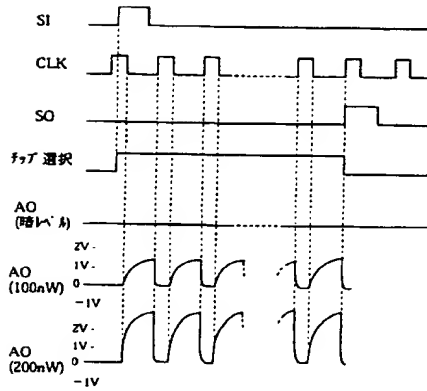 SI
CLK
SO
チップ選択
AO
(暗レベル)
2V
AO 1V
(100nW) 0
-1V
2V
AO 1V
(200nW) 0
-1V